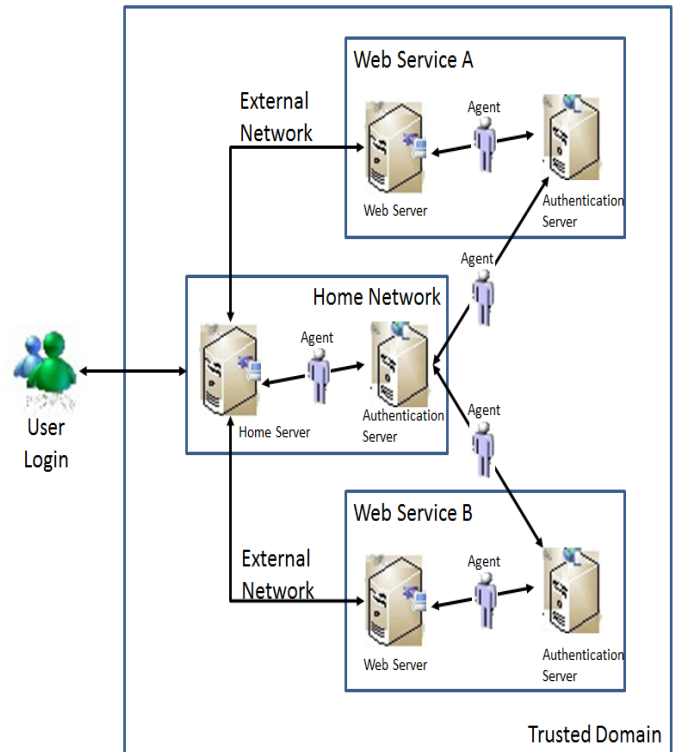 Web Service A
External
Network
Agent
Web Server
Authentication
Server
Agent
Home Network
Agent
Home Server
Authentication
Server
User
Login
Agent
Web Service B
External
Network
Agent
Web Server
Authentication
Server
Trusted Domain